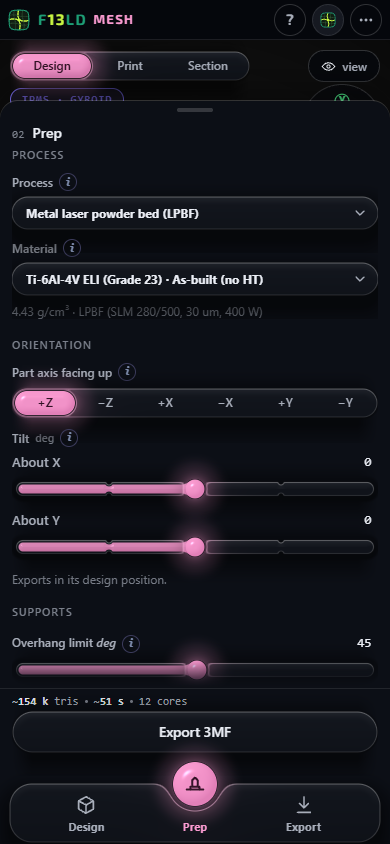 F13LD MESH
?
Design
Print
Section
view
TPMS · GYROID
02 Prep
PROCESS
Process i
Metal laser powder bed (LPBF)
Material i
Ti-6Al-4V ELI (Grade 23) · As-built (no HT)
4.43 g/cm³ · LPBF (SLM 280/500, 30 um, 400 W)
ORIENTATION
Part axis facing up i
+Z
−Z
+X
−X
+Y
−Y
Tilt deg i
About X 0
About Y 0
Exports in its design position.
SUPPORTS
Overhang limit deg i 45
~154 k tris • ~51 s • 12 cores
Export 3MF
Design
Prep
Export